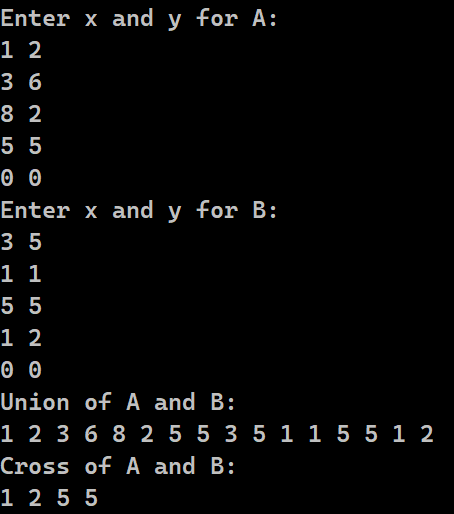 Enter x and y for A:
1 2
3 6
8 2
5 5
0 0
Enter x and y for B:
3 5
1 1
5 5
1 2
0 0
Union of A and B:
1 2 3 6 8 2 5 5 3 5 1 1 5 5 1 2
Cross of A and B:
1 2 5 5